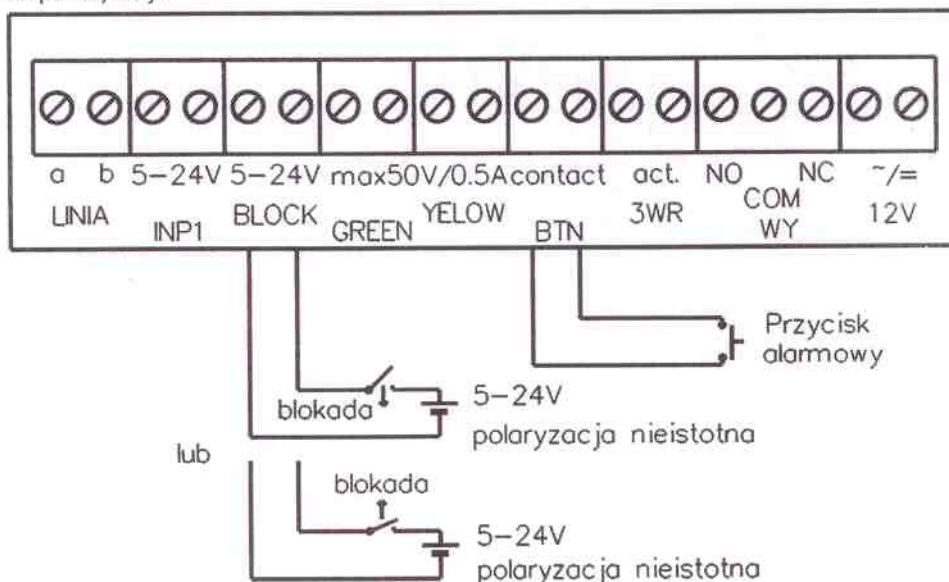 a b 5-24V 5-24V max50V/0.5A contact act. NO NC ~/=
LINIA INP1 BLOCK GREEN YELOW BTN 3WR COM WY 12V
Przycisk
alarmowy
blokada
5-24V
polaryzacja nieistotna
lub
blokada
5-24V
polaryzacja nieistotna